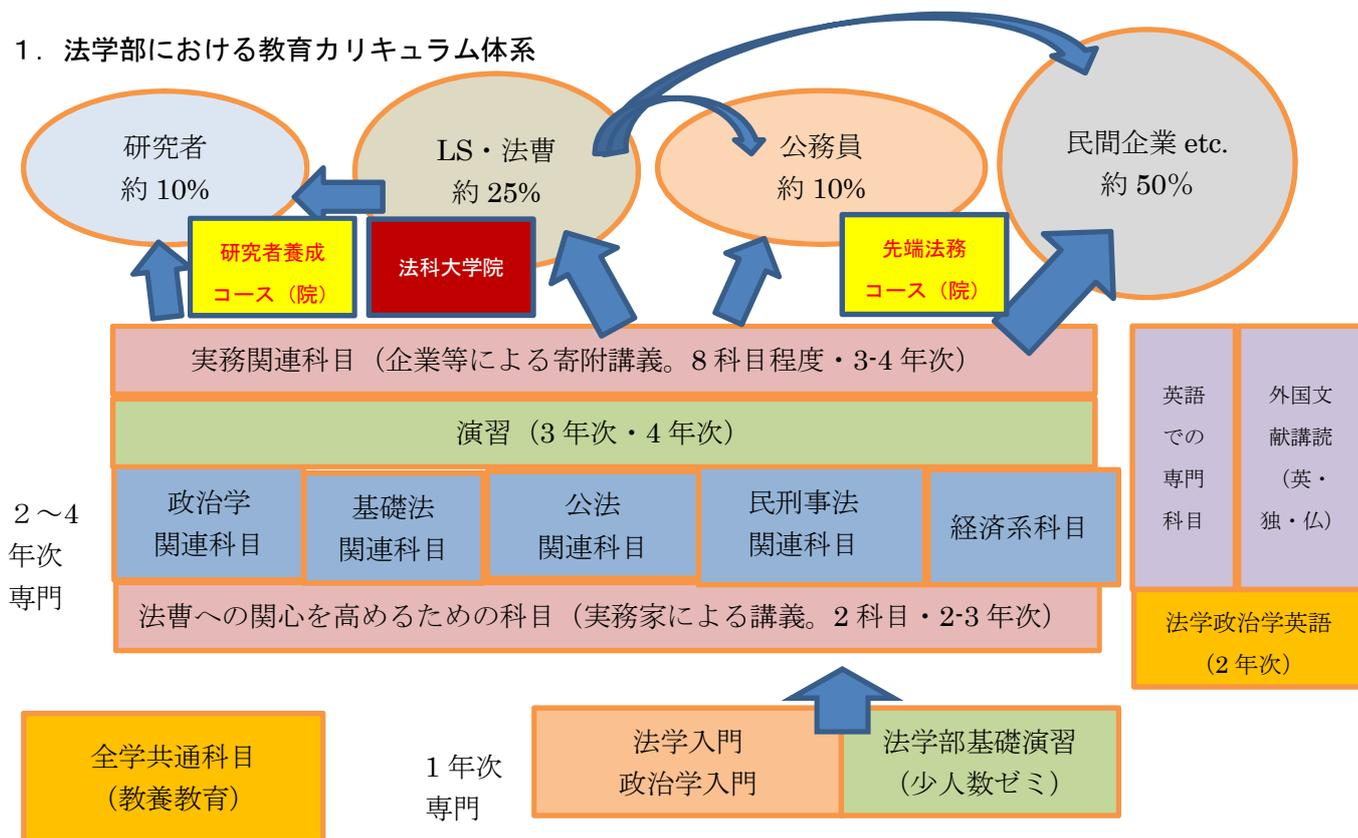 １．法学部における教育カリキュラム体系
研究者
約 10%
LS・法曹
約 25%
公務員
約 10%
民間企業 etc.
約 50%
研究者養成
コース（院）
法科大学院
先端法務
コース（院）
実務関連科目（企業等による寄附講義。8 科目程度・3-4 年次）
演習（3 年次・4 年次）
２～4
年次
専門
政治学
関連科目
基礎法
関連科目
公法
関連科目
民刑事法
関連科目
経済系科目
法曹への関心を高めるための科目（実務家による講義。2 科目・2-3 年次）
英語
での
専門
科目
外国文
献講読
（英・
独・仏）
法学政治学英語
（2 年次）
全学共通科目
（教養教育）
1 年次
専門
法学入門
政治学入門
法学部基礎演習
（少人数ゼミ）